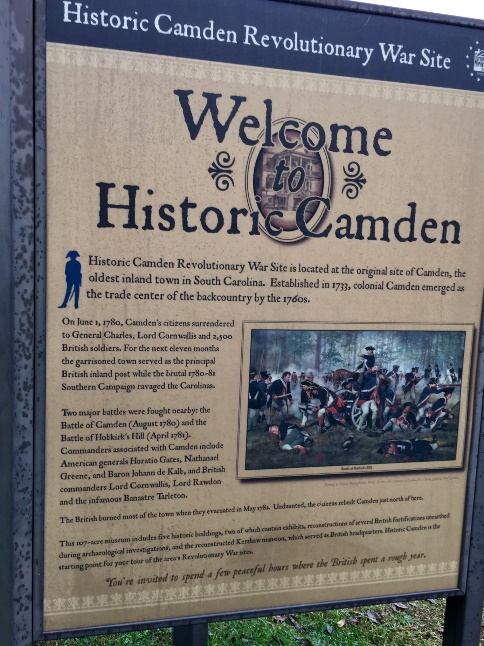 Historic Camden Revolutionary War Site
Welcome
to
Historic Camden
Historic Camden Revolutionary War Site is located at the original site of Camden, the
oldest inland town in South Carolina. Established in 1733, colonial Camden emerged as
the trade center of the backcountry by the 1760s.
On June 1, 1780, Camden's citizens surrendered
to General Charles, Lord Cornwallis and 2,500
British soldiers. For the next eleven months
the garrisoned town served as the principal
British inland post while the brutal 1780-81
Southern Campaign ravaged the Carolinas.
Two major battles were fought nearby: the
Battle of Camden (August 1780) and the
Battle of Hobkirk's Hill (April 1781).
Commanders associated with Camden include
American generals Horatio Gates, Nathanael
Greene, and Baron Johann de Kalb, and British
commanders Lord Cornwallis, Lord Rawdon
and the infamous Banastre Tarleton.
Battle of Hobkirk's Hill
The British burned most of the town when they evacuated in May 1781. Undaunted, the citizens rebuilt Camden just north of here.
This 107-acre museum includes five historic buildings, two of which contain exhibits, reconstructions of several British fortifications unearthed
during archaeological investigations, and the reconstructed Kershaw mansion, which served as British headquarters. Historic Camden is the
starting point for your tour of the area's Revolutionary War sites.
You're invited to spend a few peaceful hours where the British spent a rough year.